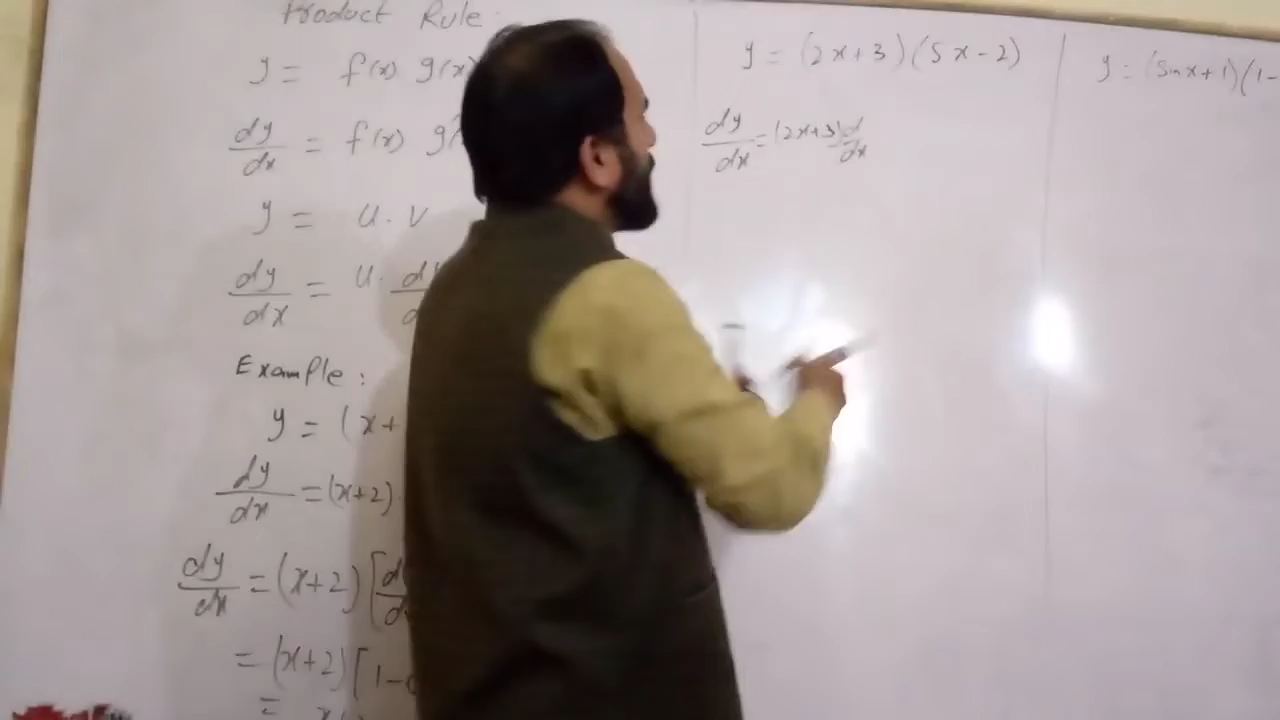 Product Rule:
y = f(x) g(x)
dy/dx = f(x) g'
y = u . v
dy/dx = u . d
Example:
y = (x+
dy/dx = (x+2).
dy/dx = (x+2) [d
= (x+2) [1-
=
y = (2x+3)(5x-2)
dy/dx = (2x+3) d/dx
y = (sinx+1)(1-